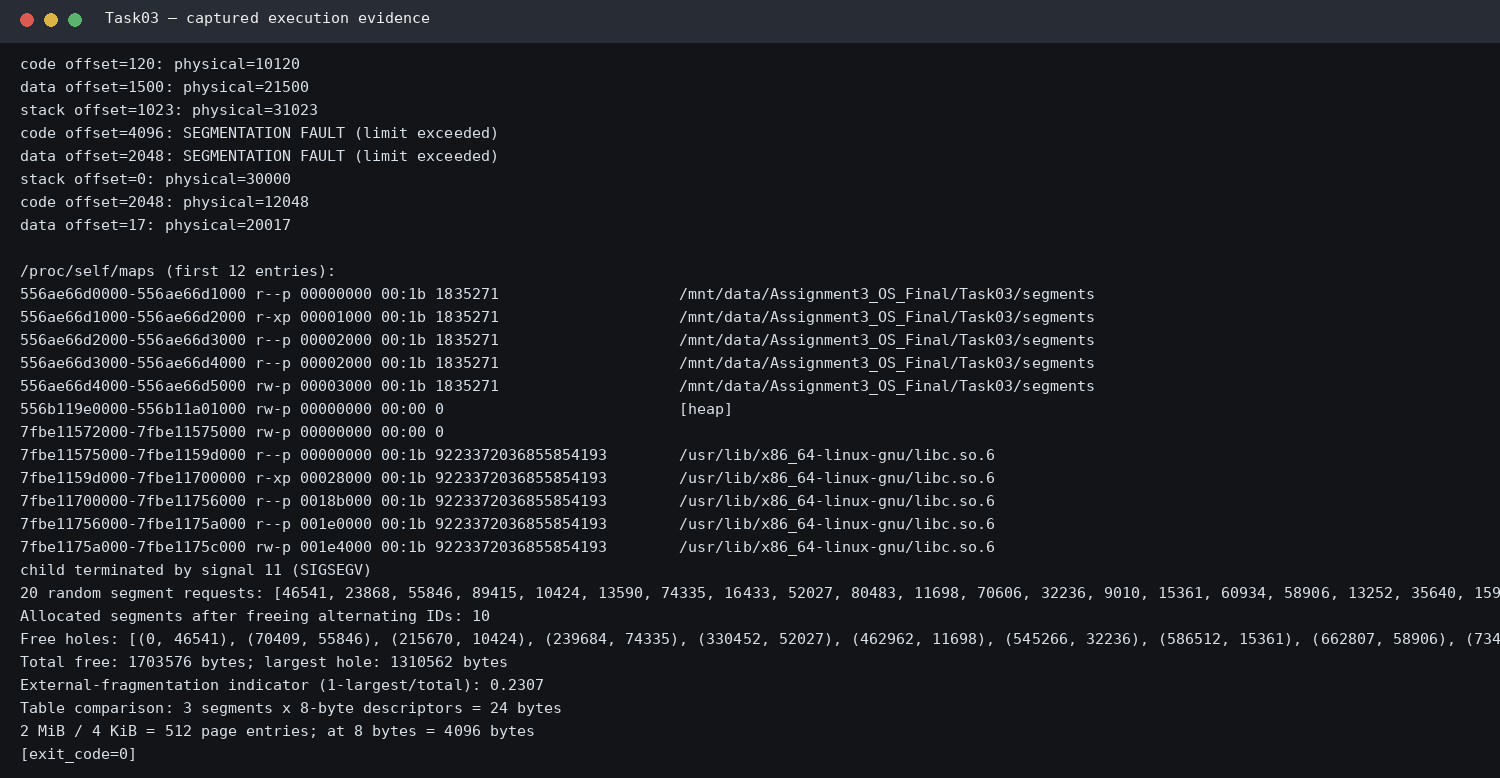 Task03 — captured execution evidence
code offset=120: physical=10120
data offset=1500: physical=21500
stack offset=1023: physical=31023
code offset=4096: SEGMENTATION FAULT (limit exceeded)
data offset=2048: SEGMENTATION FAULT (limit exceeded)
stack offset=0: physical=30000
code offset=2048: physical=12048
data offset=17: physical=20017
/proc/self/maps (first 12 entries):
556ae66d0000-556ae66d1000 r--p 00000000 00:1b 1835271                    /mnt/data/Assignment3_OS_Final/Task03/segments
556ae66d1000-556ae66d2000 r-xp 00001000 00:1b 1835271                    /mnt/data/Assignment3_OS_Final/Task03/segments
556ae66d2000-556ae66d3000 r--p 00002000 00:1b 1835271                    /mnt/data/Assignment3_OS_Final/Task03/segments
556ae66d3000-556ae66d4000 r--p 00002000 00:1b 1835271                    /mnt/data/Assignment3_OS_Final/Task03/segments
556ae66d4000-556ae66d5000 rw-p 00003000 00:1b 1835271                    /mnt/data/Assignment3_OS_Final/Task03/segments
556b119e0000-556b11a01000 rw-p 00000000 00:00 0                          [heap]
7fbe11572000-7fbe11575000 rw-p 00000000 00:00 0
7fbe11575000-7fbe1159d000 r--p 00000000 00:1b 9223372036855854193        /usr/lib/x86_64-linux-gnu/libc.so.6
7fbe1159d000-7fbe11700000 r-xp 00028000 00:1b 9223372036855854193        /usr/lib/x86_64-linux-gnu/libc.so.6
7fbe11700000-7fbe11756000 r--p 0018b000 00:1b 9223372036855854193        /usr/lib/x86_64-linux-gnu/libc.so.6
7fbe11756000-7fbe1175a000 r--p 001e0000 00:1b 9223372036855854193        /usr/lib/x86_64-linux-gnu/libc.so.6
7fbe1175a000-7fbe1175c000 rw-p 001e4000 00:1b 9223372036855854193        /usr/lib/x86_64-linux-gnu/libc.so.6
child terminated by signal 11 (SIGSEGV)
20 random segment requests: [46541, 23868, 55846, 89415, 10424, 13590, 74335, 16433, 52027, 80483, 11698, 70606, 32236, 9010, 15361, 60934, 58906, 13252, 35640, 159
Allocated segments after freeing alternating IDs: 10
Free holes: [(0, 46541), (70409, 55846), (215670, 10424), (239684, 74335), (330452, 52027), (462962, 11698), (545266, 32236), (586512, 15361), (662807, 58906), (734
Total free: 1703576 bytes; largest hole: 1310562 bytes
External-fragmentation indicator (1-largest/total): 0.2307
Table comparison: 3 segments x 8-byte descriptors = 24 bytes
2 MiB / 4 KiB = 512 page entries; at 8 bytes = 4096 bytes
[exit_code=0]